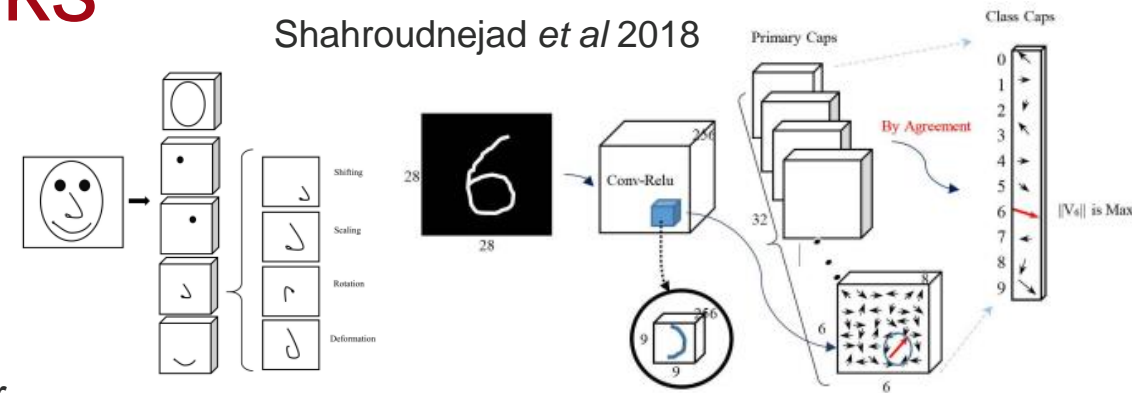 Shahroudnejad et al 2018
Shifting
Scaling
Rotation
Deformation
28
28
Conv-Relu
256
9
9
256
Primary Caps
32
By Agreement
8
6
6
Class Caps
0
1
2
3
4
5
6
7
8
9
||V₆|| is Max